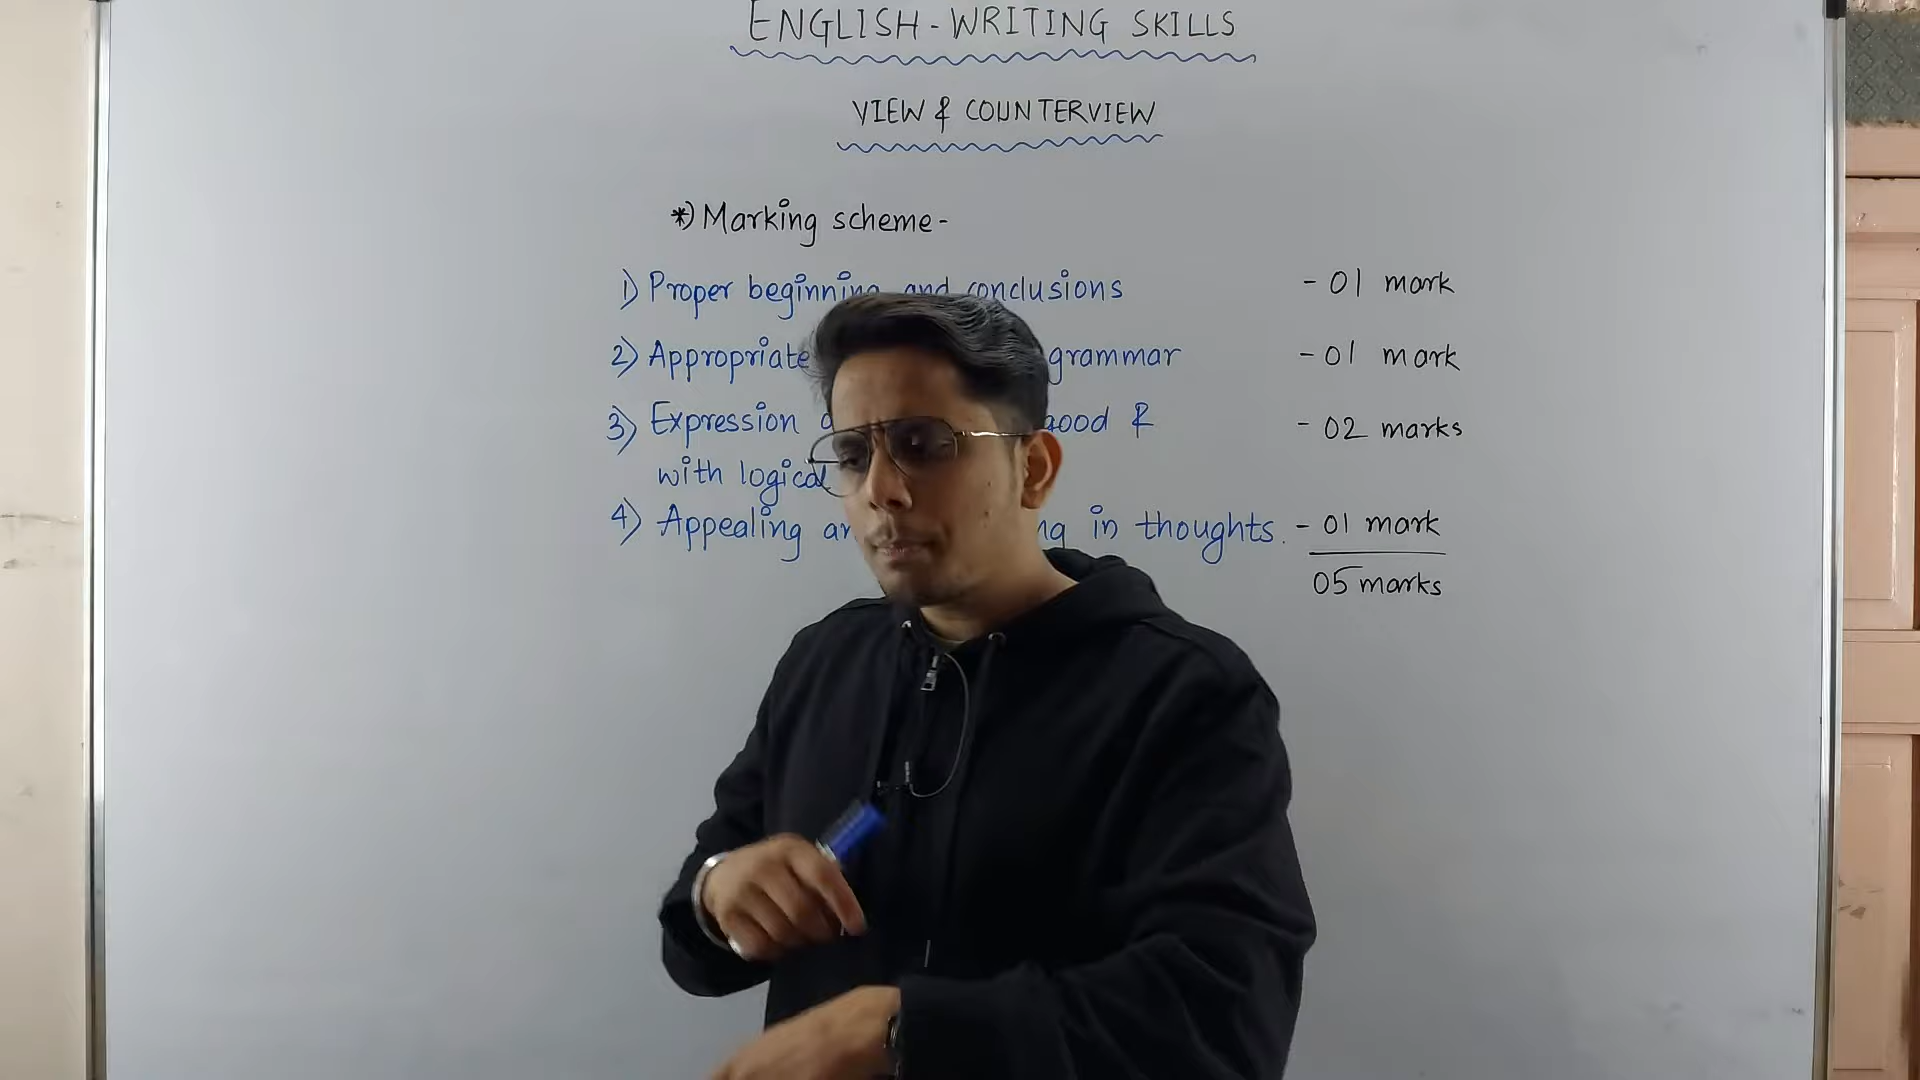 ENGLISH - WRITING SKILLS
VIEW & COUNTERVIEW
*) Marking scheme -
1) Proper beginning and conclusions - 01 mark
2) Appropriate grammar - 01 mark
3) Expression good & - 02 marks
with logical
4) Appealing in thoughts. - 01 mark
05 marks